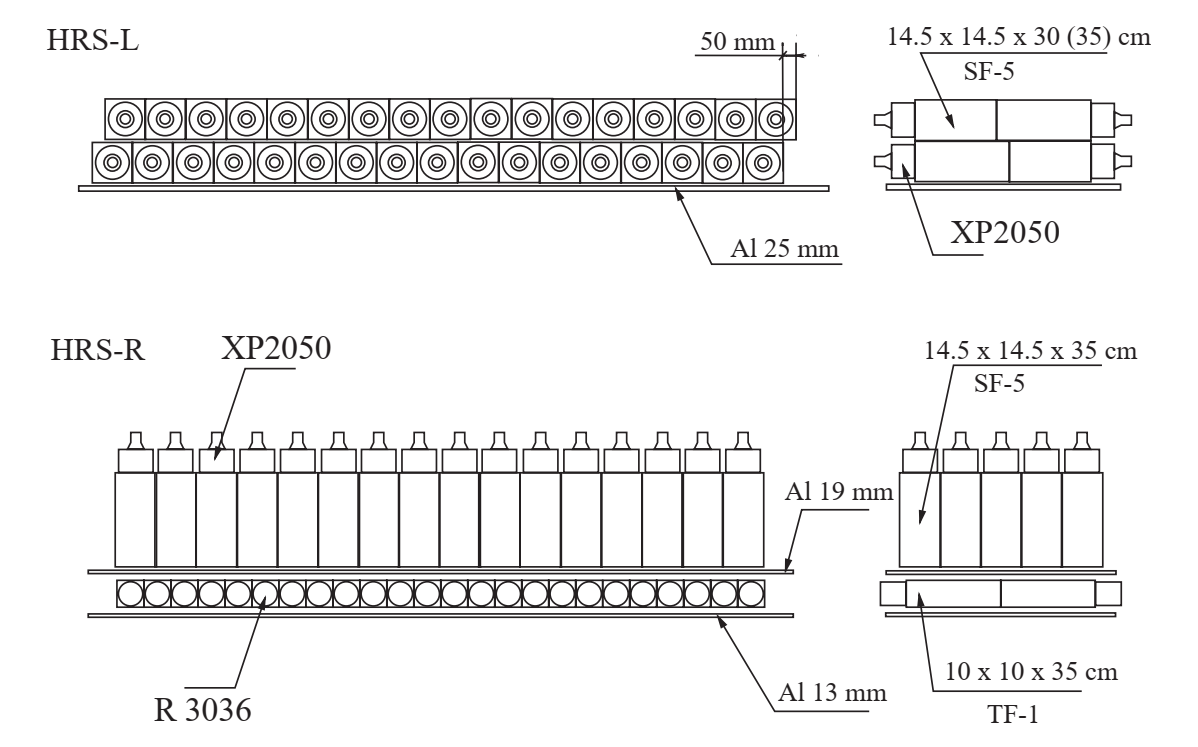 HRS-L
50 mm
14.5 x 14.5 x 30 (35) cm
SF-5
XP2050
Al 25 mm
HRS-R
XP2050
14.5 x 14.5 x 35 cm
SF-5
Al 19 mm
10 x 10 x 35 cm
Al 13 mm
R 3036
TF-1